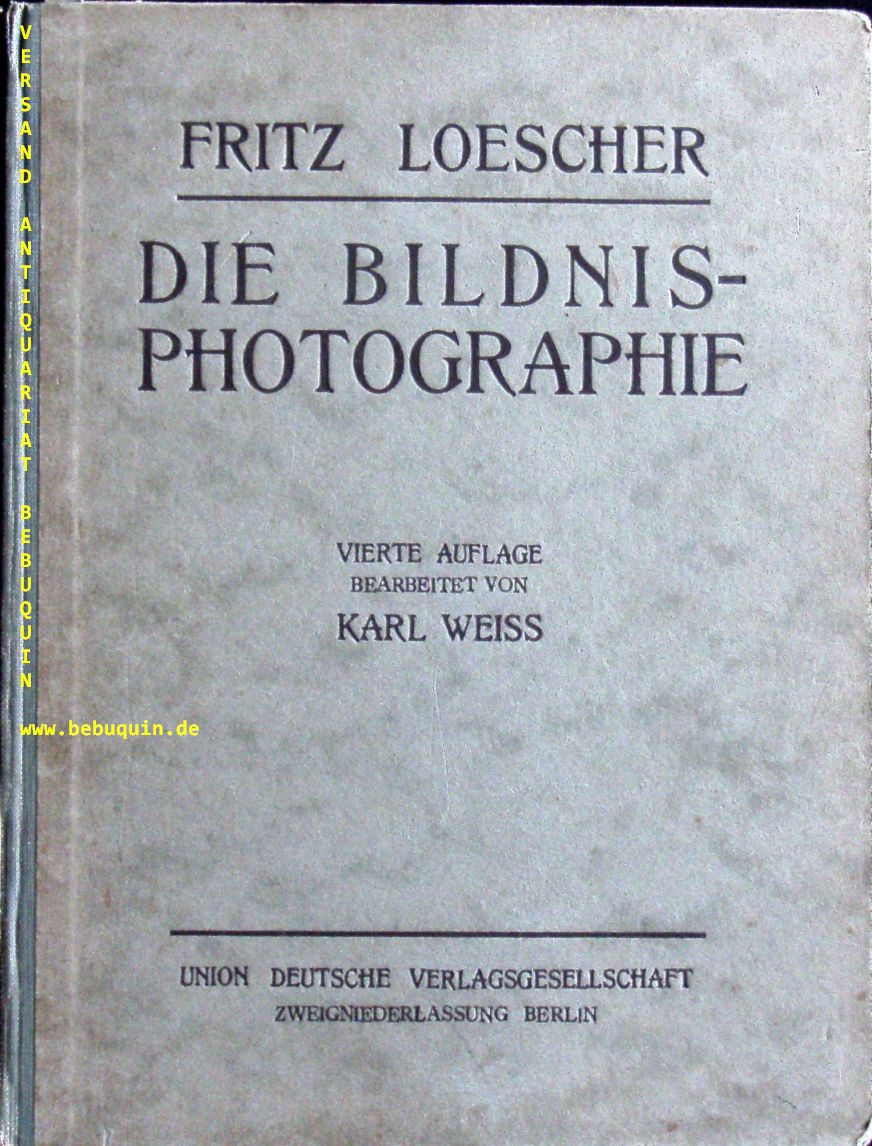 VERSAND ANTIQUARIAT BEBUQUIN
www.bebuquin.de
FRITZ LOESCHER
DIE BILDNIS-
PHOTOGRAPHIE
VIERTE AUFLAGE
BEARBEITET VON
KARL WEISS
UNION DEUTSCHE VERLAGSGESELLSCHAFT
ZWEIGNIEDERLASSUNG BERLIN